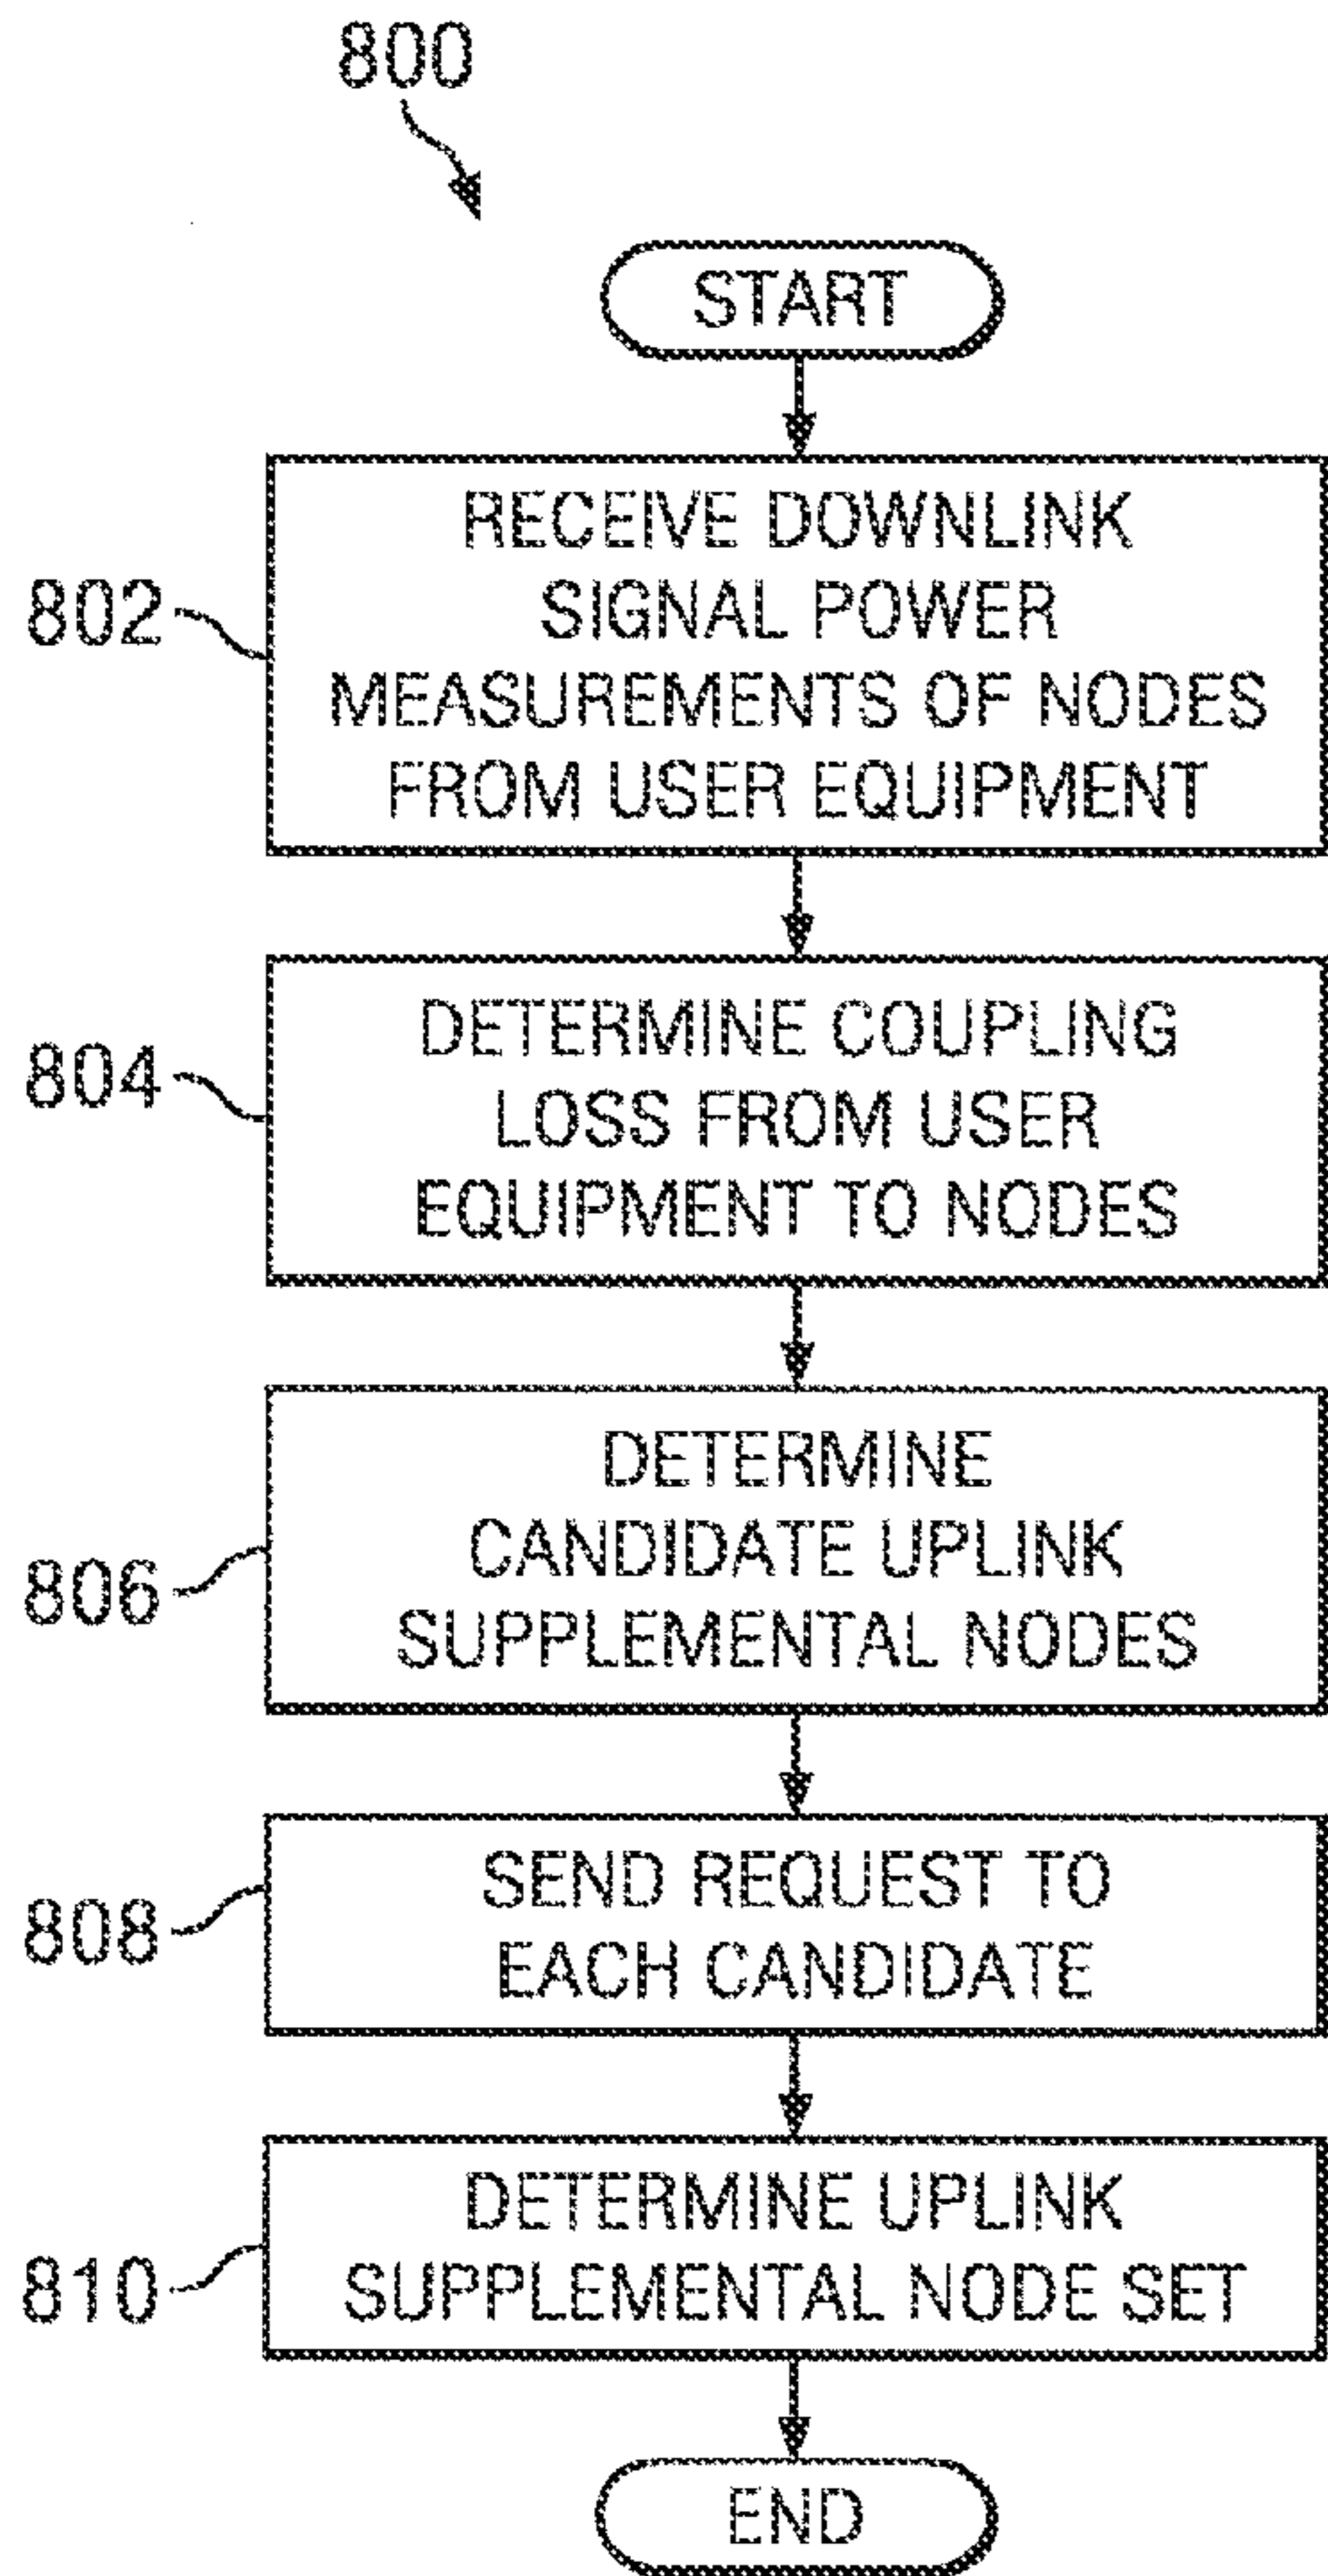 800
START
802
RECEIVE DOWNLINK
SIGNAL POWER
MEASUREMENTS OF NODES
FROM USER EQUIPMENT
804
DETERMINE COUPLING
LOSS FROM USER
EQUIPMENT TO NODES
806
DETERMINE
CANDIDATE UPLINK
SUPPLEMENTAL NODES
808
SEND REQUEST TO
EACH CANDIDATE
810
DETERMINE UPLINK
SUPPLEMENTAL NODE SET
END